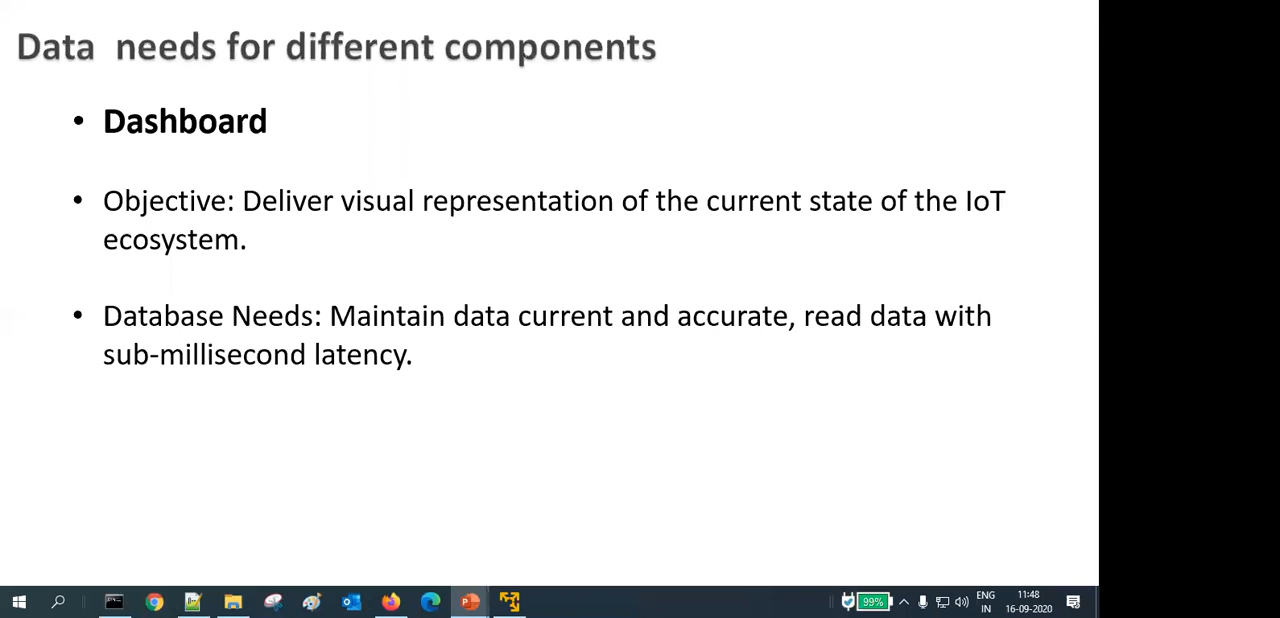 Data  needs for different components
• Dashboard
• Objective: Deliver visual representation of the current state of the IoT
ecosystem.
• Database Needs: Maintain data current and accurate, read data with
sub-millisecond latency.
99%
ENG
IN
11:48
16-09-2020